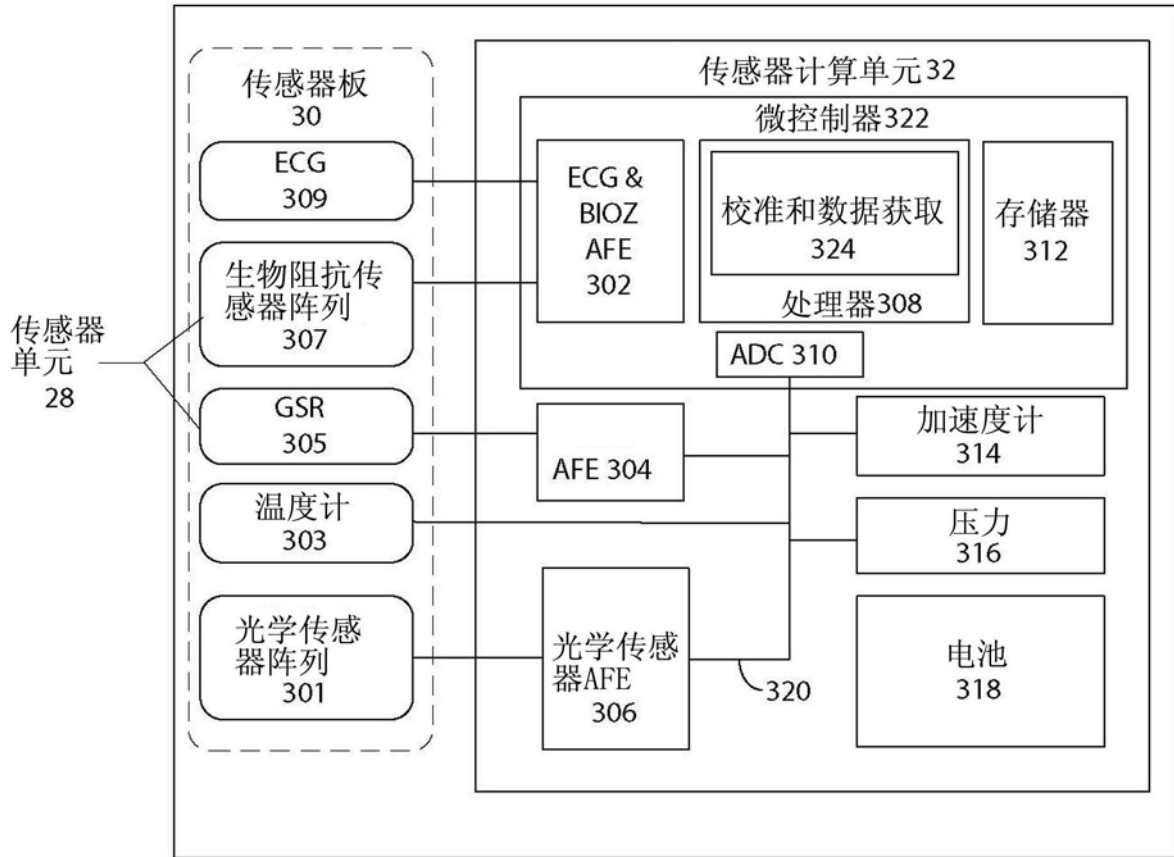 传感器
单元
28
传感器板
30
ECG
309
生物阻抗传
感器阵列
307
GSR
305
温度计
303
光学传感
器阵列
301
传感器计算单元32
微控制器322
ECG &
BIOZ
AFE
302
校准和数据获取
324
处理器308
存储器
312
ADC 310
AFE 304
加速度计
314
压力
316
光学传感
器AFE
306
320
电池
318